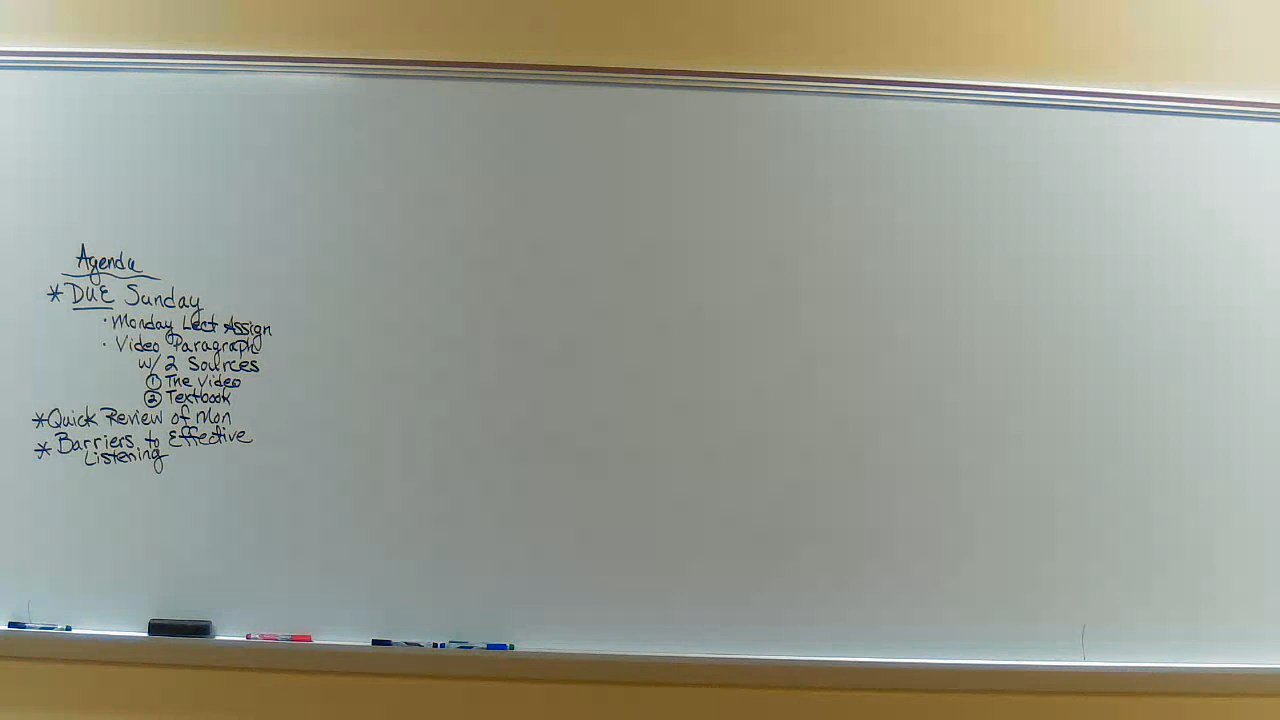 Agenda
* DUE Sunday
· Monday Lect Assign
· Video Paragraph
w/ 2 Sources
① The Video
② Textbook
* Quick Review of Mon
* Barriers to Effective
Listening